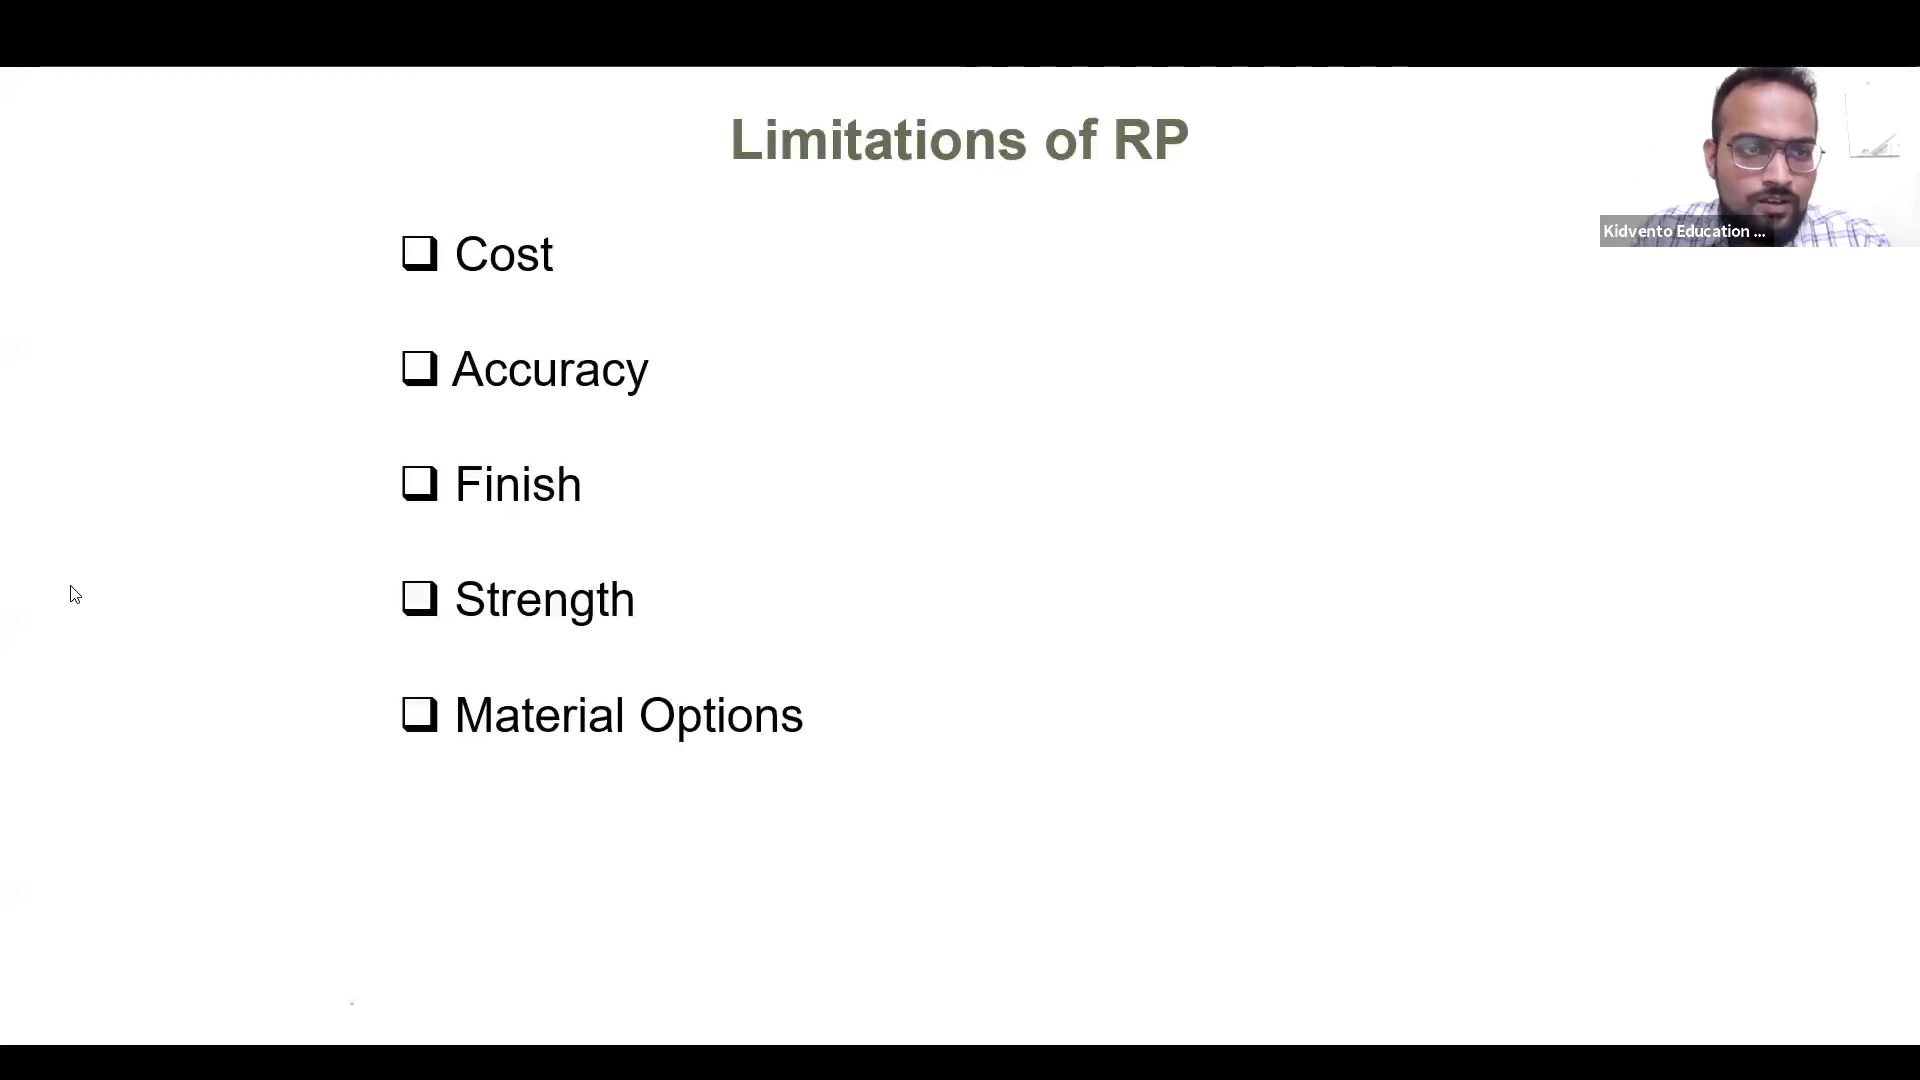 Limitations of RP
Kidvento Education ...
❑ Cost
❑ Accuracy
❑ Finish
❑ Strength
❑ Material Options